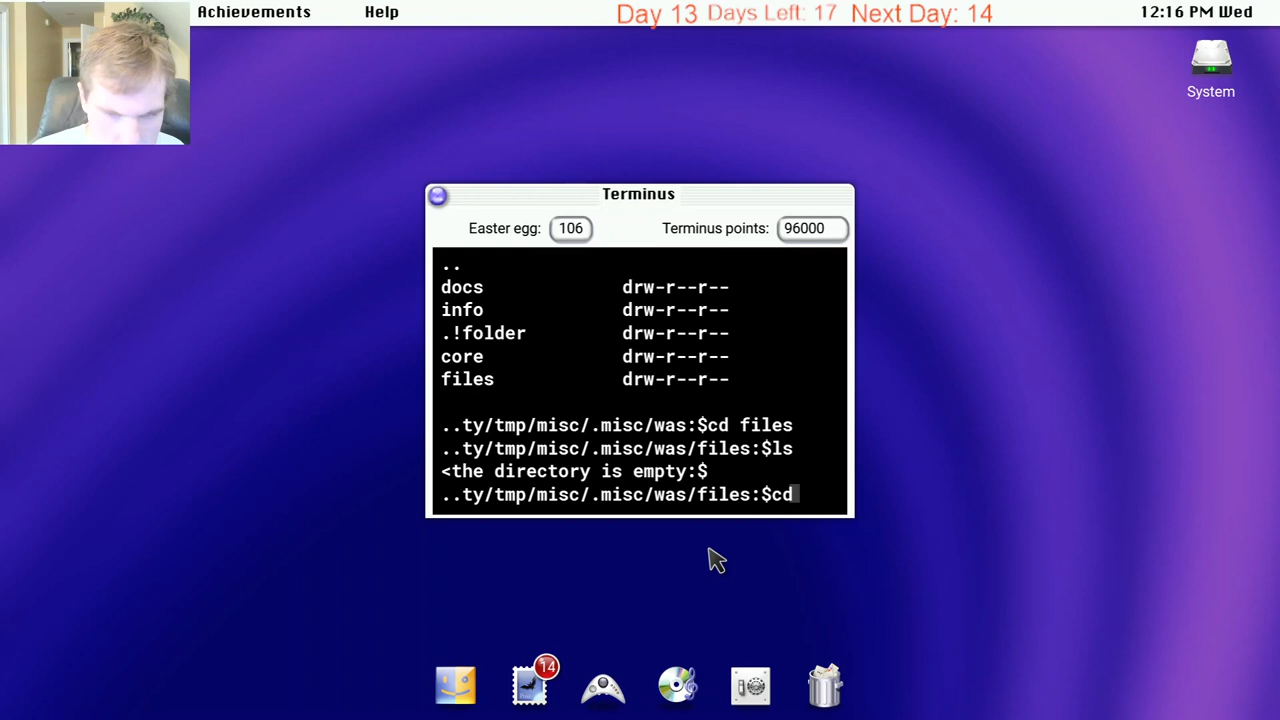 Achievements Help Day 13 Days Left: 17 Next Day: 14 12:16 PM Wed
System
Terminus
Easter egg: 106 Terminus points: 96000
..
docs drw-r--r--
info drw-r--r--
.!folder drw-r--r--
core drw-r--r--
files drw-r--r--
..ty/tmp/misc/.misc/was:$cd files
..ty/tmp/misc/.misc/was/files:$ls
<the directory is empty:$
..ty/tmp/misc/.misc/was/files:$cd
14